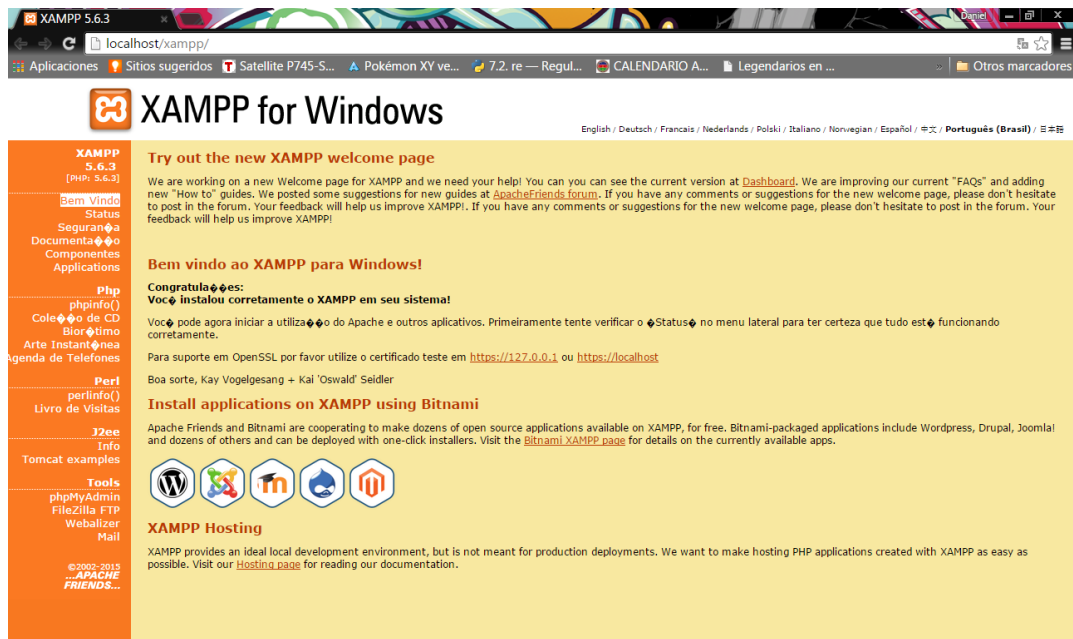 XAMPP 5.6.3
Daniel
localhost/xampp/
Aplicaciones
Sitios sugeridos
Satellite P745-S...
Pokémon XY ve...
7.2. re — Regul...
CALENDARIO A...
Legendarios en ...
»
Otros marcadores
XAMPP for Windows
English / Deutsch / Francais / Nederlands / Polski / Italiano / Norwegian / Español / 中文 / Português (Brasil) / 日本語
XAMPP
5.6.3
[PHP: 5.6.3]
Bem Vindo
Status
Seguran�a
Documenta��o
Componentes
Applications
Php
phpinfo()
Cole��o de CD
Bior�timo
Arte Instant�nea
Agenda de Telefones
Perl
perlinfo()
Livro de Visitas
J2ee
Info
Tomcat examples
Tools
phpMyAdmin
FileZilla FTP
Webalizer
Mail
©2002-2015
...APACHE
FRIENDS...
Try out the new XAMPP welcome page
We are working on a new Welcome page for XAMPP and we need your help! You can you can see the current version at Dashboard. We are improving our current "FAQs" and adding
new "How to" guides. We posted some suggestions for new guides at ApacheFriends forum. If you have any comments or suggestions for the new welcome page, please don't hesitate
to post in the forum. Your feedback will help us improve XAMPP!. If you have any comments or suggestions for the new welcome page, please don't hesitate to post in the forum. Your
feedback will help us improve XAMPP!
Bem vindo ao XAMPP para Windows!
Congratula��es:
Voc� instalou corretamente o XAMPP em seu sistema!
Voc� pode agora iniciar a utiliza��o do Apache e outros aplicativos. Primeiramente tente verificar o �Status� no menu lateral para ter certeza que tudo est� funcionando
corretamente.
Para suporte em OpenSSL por favor utilize o certificado teste em https://127.0.0.1 ou https://localhost
Boa sorte, Kay Vogelgesang + Kai 'Oswald' Seidler
Install applications on XAMPP using Bitnami
Apache Friends and Bitnami are cooperating to make dozens of open source applications available on XAMPP, for free. Bitnami-packaged applications include Wordpress, Drupal, Joomla!
and dozens of others and can be deployed with one-click installers. Visit the Bitnami XAMPP page for details on the currently available apps.
XAMPP Hosting
XAMPP provides an ideal local development environment, but is not meant for production deployments. We want to make hosting PHP applications created with XAMPP as easy as
possible. Visit our Hosting page for reading our documentation.